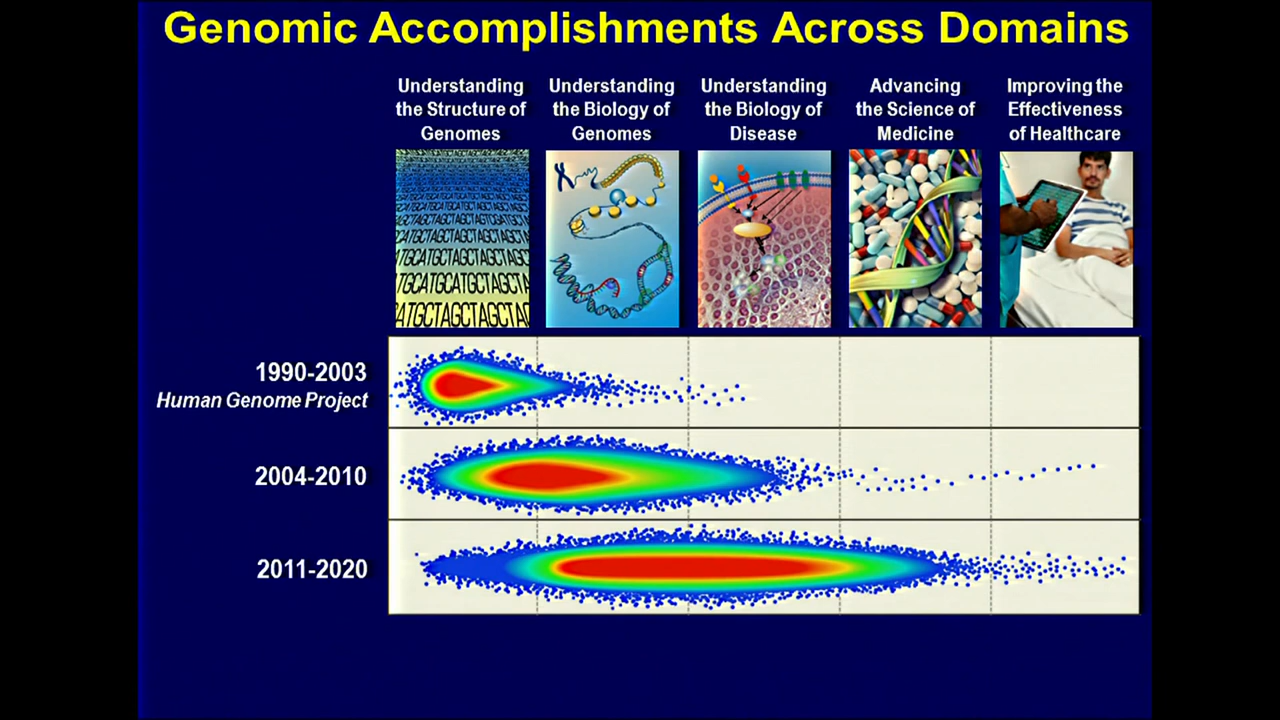 Genomic Accomplishments Across Domains
Understanding
the Structure of
Genomes
Understanding
the Biology of
Genomes
Understanding
the Biology of
Disease
Advancing
the Science of
Medicine
Improving the
Effectiveness
of Healthcare
1990-2003
Human Genome Project
2004-2010
2011-2020